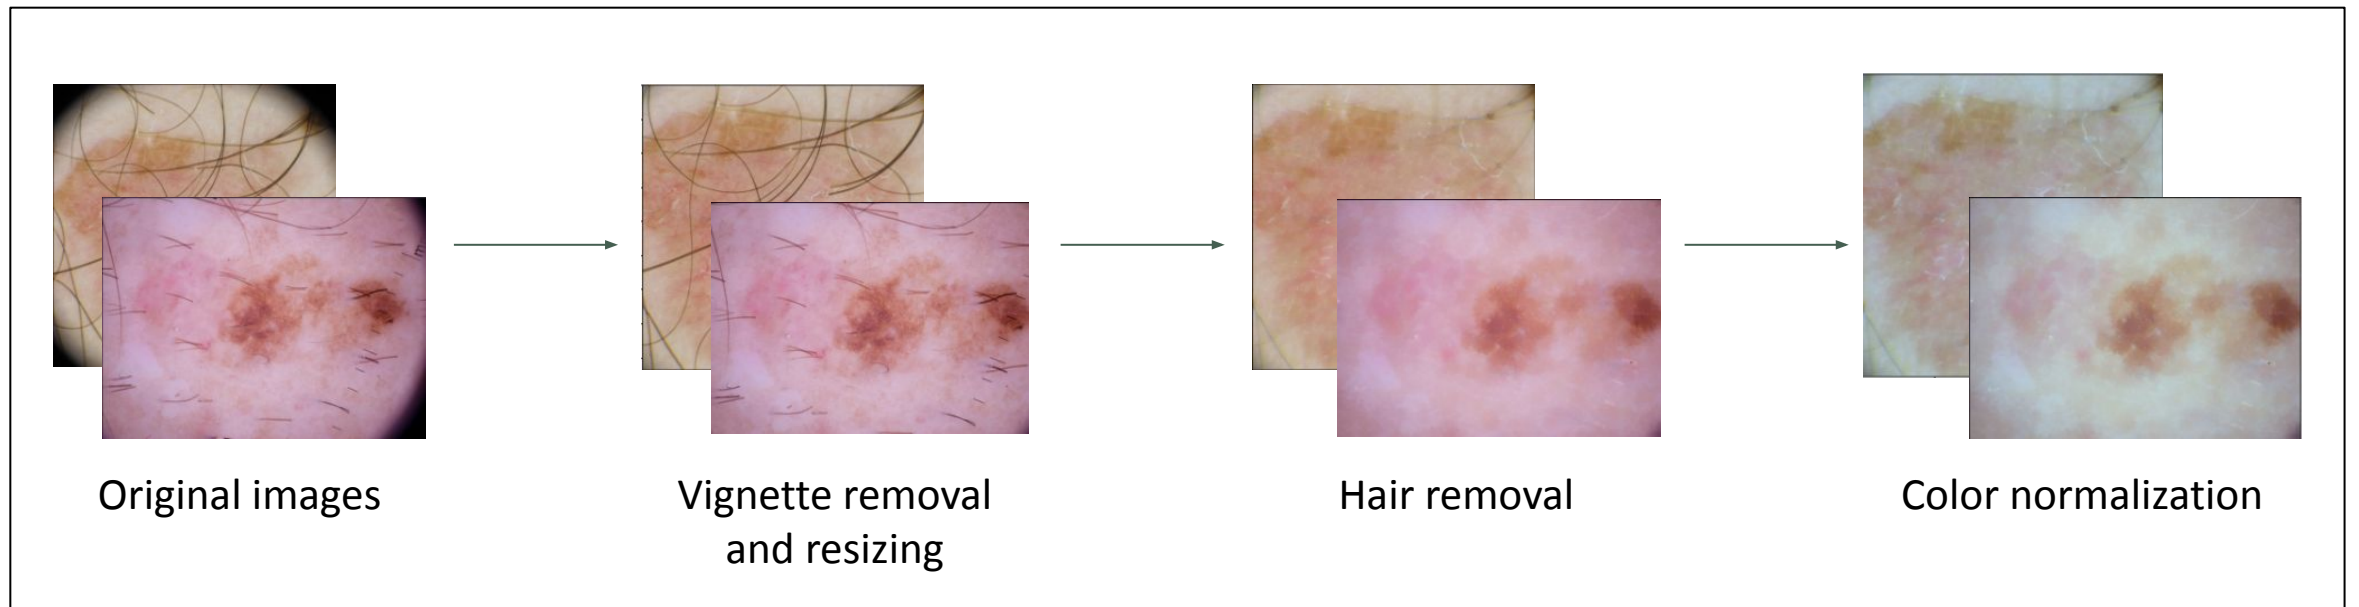 Original images
Vignette removal
and resizing
Hair removal
Color normalization